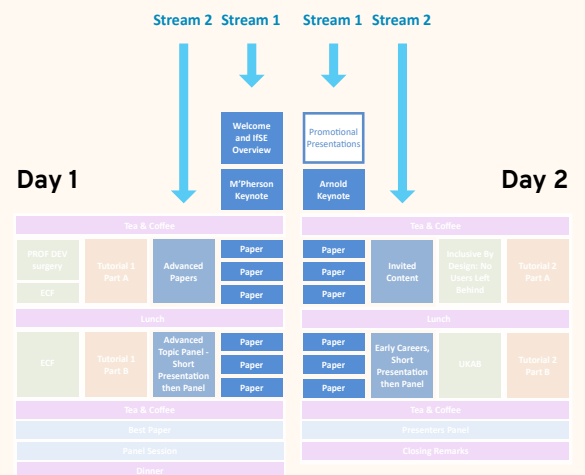 Stream 2 Stream 1
Stream 1 Stream 2
Day 1
Day 2
Welcome
and IfSE
Overview
M'Pherson
Keynote
Promotional
Presentations
Arnold
Keynote
Tea & Coffee
PROF DEV
surgery
ECF
Tutorial 1
Part A
Advanced
Papers
Paper
Paper
Paper
Lunch
ECF
Tutorial 1
Part B
Advanced
Topic Panel -
Short
Presentation
then Panel
Paper
Paper
Paper
Tea & Coffee
Best Paper
Panel Session
Dinner
Tea & Coffee
Paper
Paper
Paper
Invited
Content
Inclusive By
Design: No
Users Left
Behind
Tutorial 2
Part A
Lunch
Paper
Paper
Paper
Early Careers,
Short
Presentation
then Panel
UKAB
Tutorial 2
Part B
Tea & Coffee
Presenters Panel
Closing Remarks